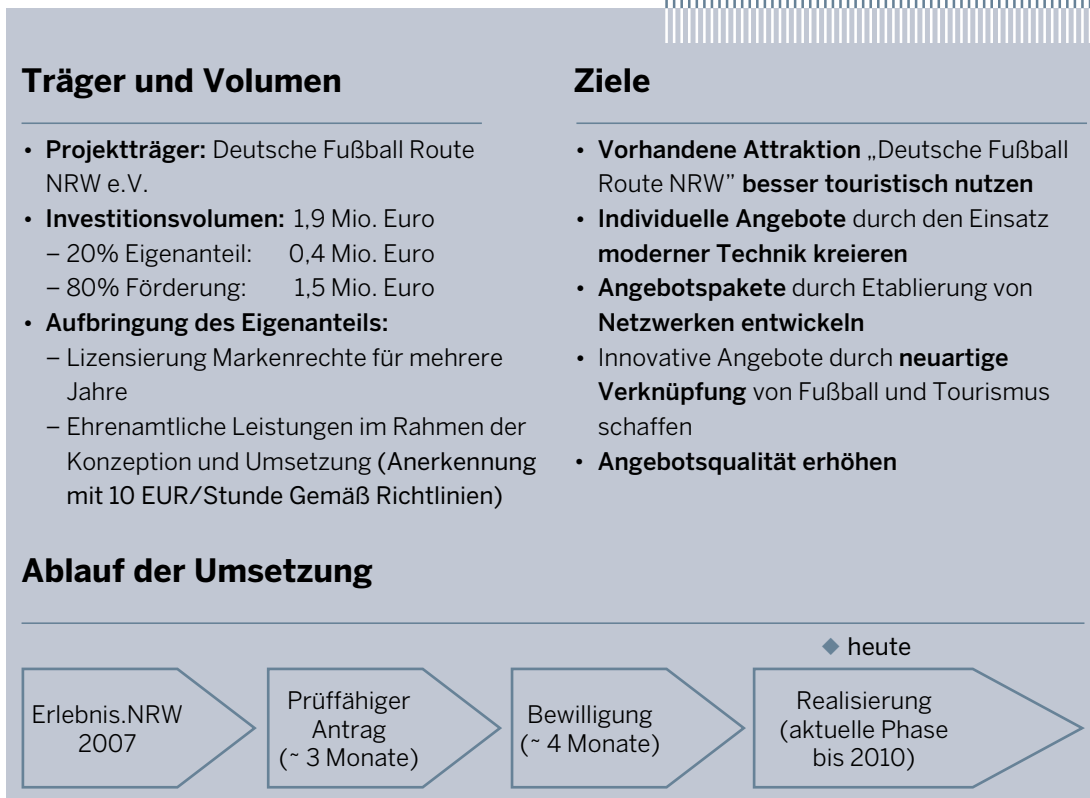 Träger und Volumen
• Projektträger: Deutsche Fußball Route
NRW e.V.
• Investitionsvolumen: 1,9 Mio. Euro
– 20% Eigenanteil: 0,4 Mio. Euro
– 80% Förderung: 1,5 Mio. Euro
• Aufbringung des Eigenanteils:
– Lizensierung Markenrechte für mehrere
Jahre
– Ehrenamtliche Leistungen im Rahmen der
Konzeption und Umsetzung (Anerkennung
mit 10 EUR/Stunde Gemäß Richtlinien)
Ziele
• Vorhandene Attraktion „Deutsche Fußball
Route NRW” besser touristisch nutzen
• Individuelle Angebote durch den Einsatz
moderner Technik kreieren
• Angebotspakete durch Etablierung von
Netzwerken entwickeln
• Innovative Angebote durch neuartige
Verknüpfung von Fußball und Tourismus
schaffen
• Angebotsqualität erhöhen
Ablauf der Umsetzung
◆ heute
Erlebnis.NRW
2007
Prüffähiger
Antrag
(~ 3 Monate)
Bewilligung
(~ 4 Monate)
Realisierung
(aktuelle Phase
bis 2010)